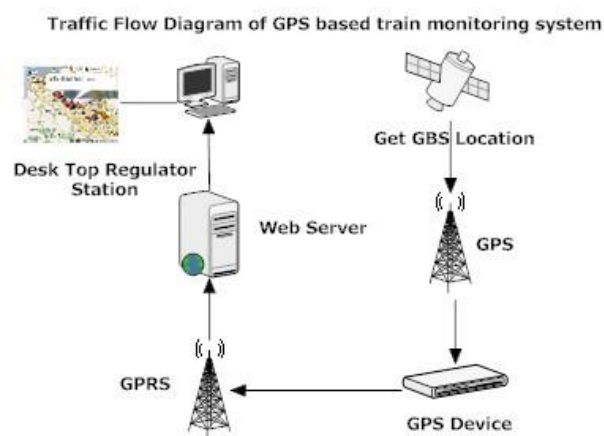 Traffic Flow Diagram of GPS based train monitoring system
Get GBS Location
Desk Top Regulator
Station
Web Server
GPS
GPRS
GPS Device